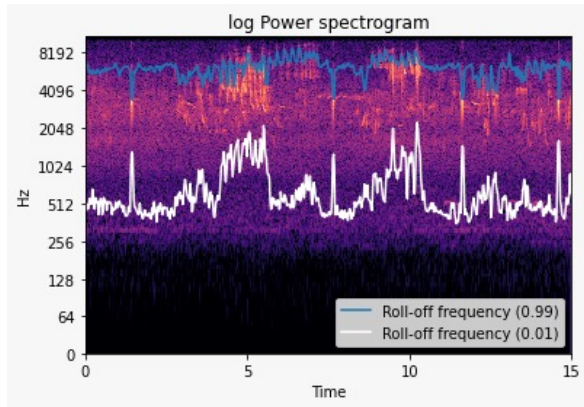 log Power spectrogram
8192
4096
2048
1024
512
256
128
64
0
Hz
Roll-off frequency (0.99)
Roll-off frequency (0.01)
0
5
10
15
Time